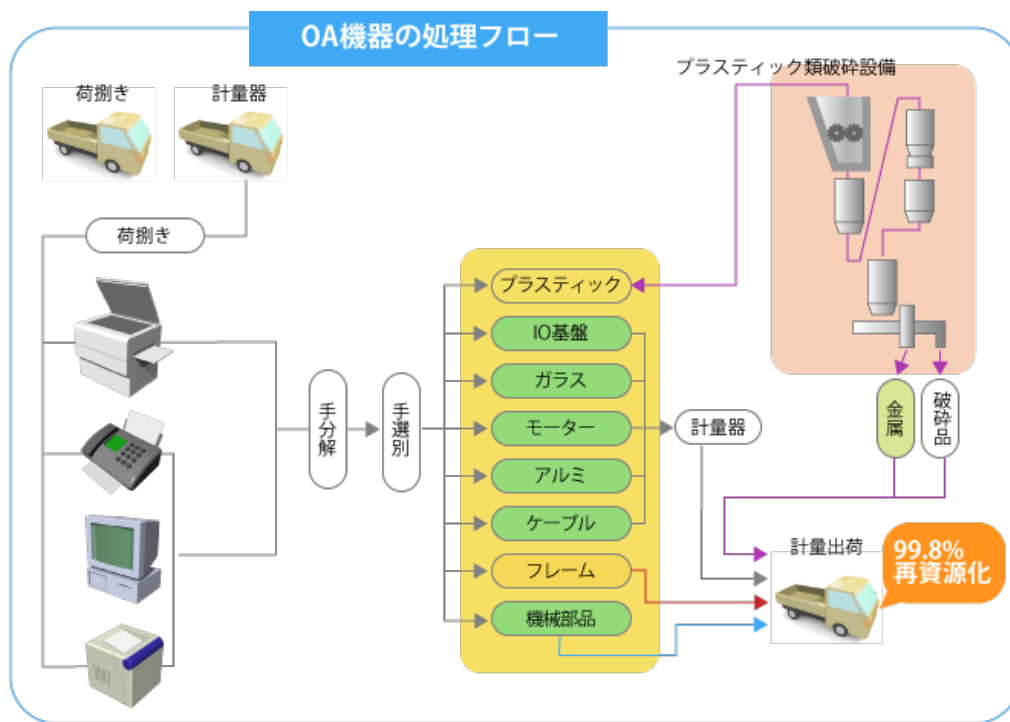 OA機器の処理フロー
プラスティック類破砕設備
荷捌き
計量器
荷捌き
手分解
手選別
プラスティック
IO基盤
ガラス
モーター
アルミ
ケーブル
フレーム
機械部品
計量器
金属
破砕品
計量出荷
99.8%
再資源化